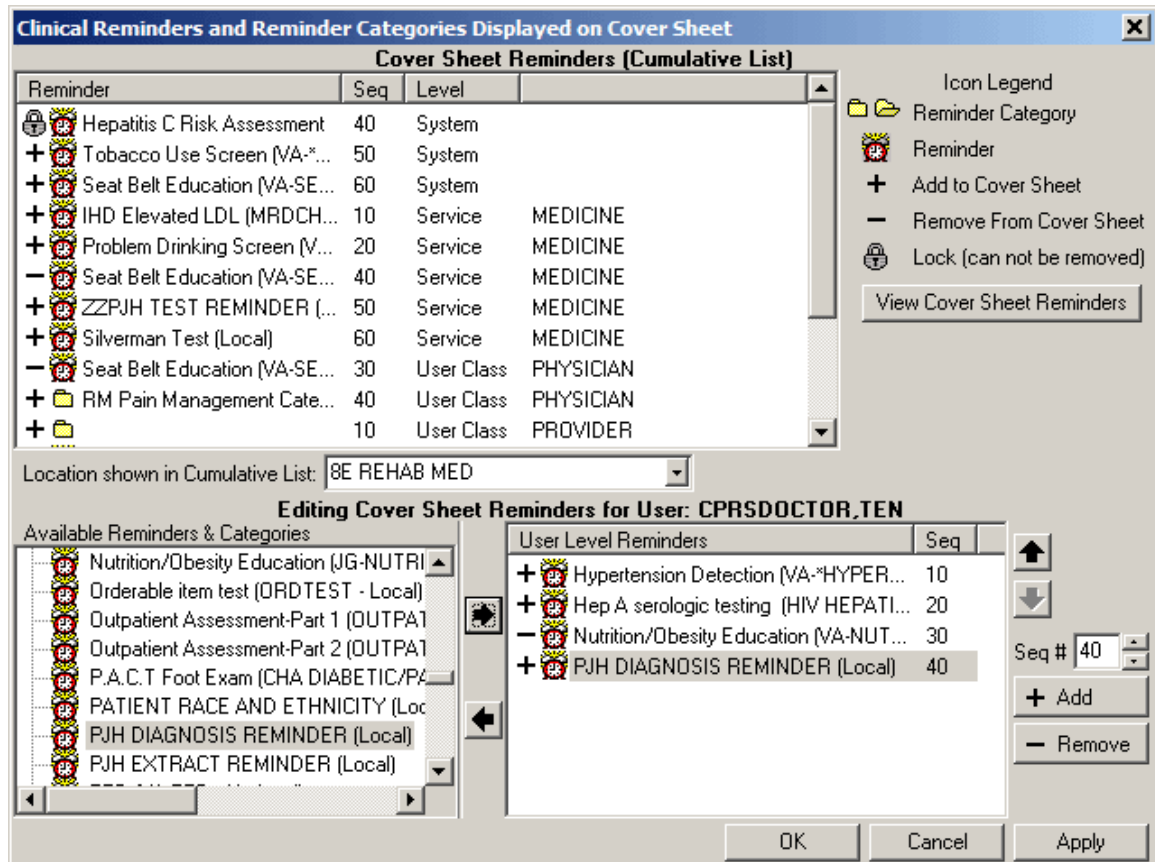 Clinical Reminders and Reminder Categories Displayed on Cover Sheet
Cover Sheet Reminders (Cumulative List)
Reminder Seq Level
Hepatitis C Risk Assessment 40 System
Tobacco Use Screen (VA-*... 50 System
Seat Belt Education (VA-SE... 60 System
IHD Elevated LDL (MRDCH... 10 Service MEDICINE
Problem Drinking Screen (V... 20 Service MEDICINE
Seat Belt Education (VA-SE... 40 Service MEDICINE
ZZPJH TEST REMINDER (... 50 Service MEDICINE
Silverman Test (Local) 60 Service MEDICINE
Seat Belt Education (VA-SE... 30 User Class PHYSICIAN
RM Pain Management Cate... 40 User Class PHYSICIAN
10 User Class PROVIDER
Icon Legend
Reminder Category
Reminder
+ Add to Cover Sheet
− Remove From Cover Sheet
Lock (can not be removed)
View Cover Sheet Reminders
Location shown in Cumulative List: 8E REHAB MED
Editing Cover Sheet Reminders for User: CPRSDOCTOR,TEN
Available Reminders & Categories
Nutrition/Obesity Education (JG-NUTRI
Orderable item test (ORDTEST - Local)
Outpatient Assessment-Part 1 (OUTPAT
Outpatient Assessment-Part 2 (OUTPAT
P.A.C.T Foot Exam (CHA DIABETIC/PA
PATIENT RACE AND ETHNICITY (Loc
PJH DIAGNOSIS REMINDER (Local)
PJH EXTRACT REMINDER (Local)
User Level Reminders Seq
+ Hypertension Detection (VA-*HYPER... 10
+ Hep A serologic testing (HIV HEPATI... 20
− Nutrition/Obesity Education (VA-NUT... 30
+ PJH DIAGNOSIS REMINDER (Local) 40
Seq # 40
+ Add
− Remove
OK Cancel Apply